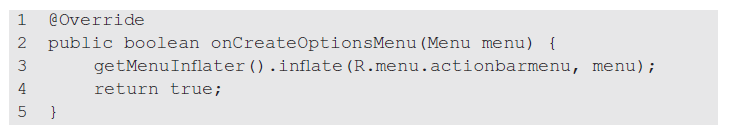 1 @Override
2 public boolean onCreateOptionsMenu(Menu menu) {
3     getMenuInflater().inflate(R.menu.actionbarmenu, menu);
4     return true;
5 }